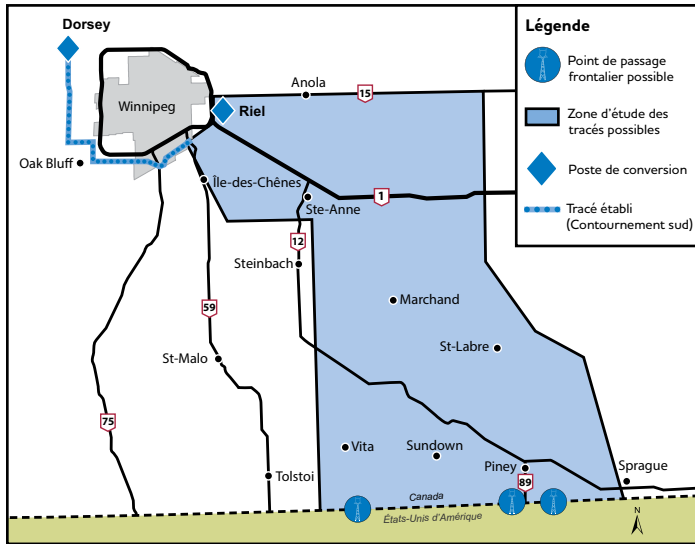 Dorsey
Légende
Point de passage
frontalier possible
Zone d'étude des
tracés possibles
Poste de conversion
Tracé établi
(Contournement sud)
Anola
15
Winnipeg
Riel
Oak Bluff
Île-des-Chênes
1
Ste-Anne
12
Steinbach
Marchand
59
St-Labre
St-Malo
75
Vita
Sundown
Piney
Sprague
Tolstoi
89
Canada
États-Unis d'Amérique
N